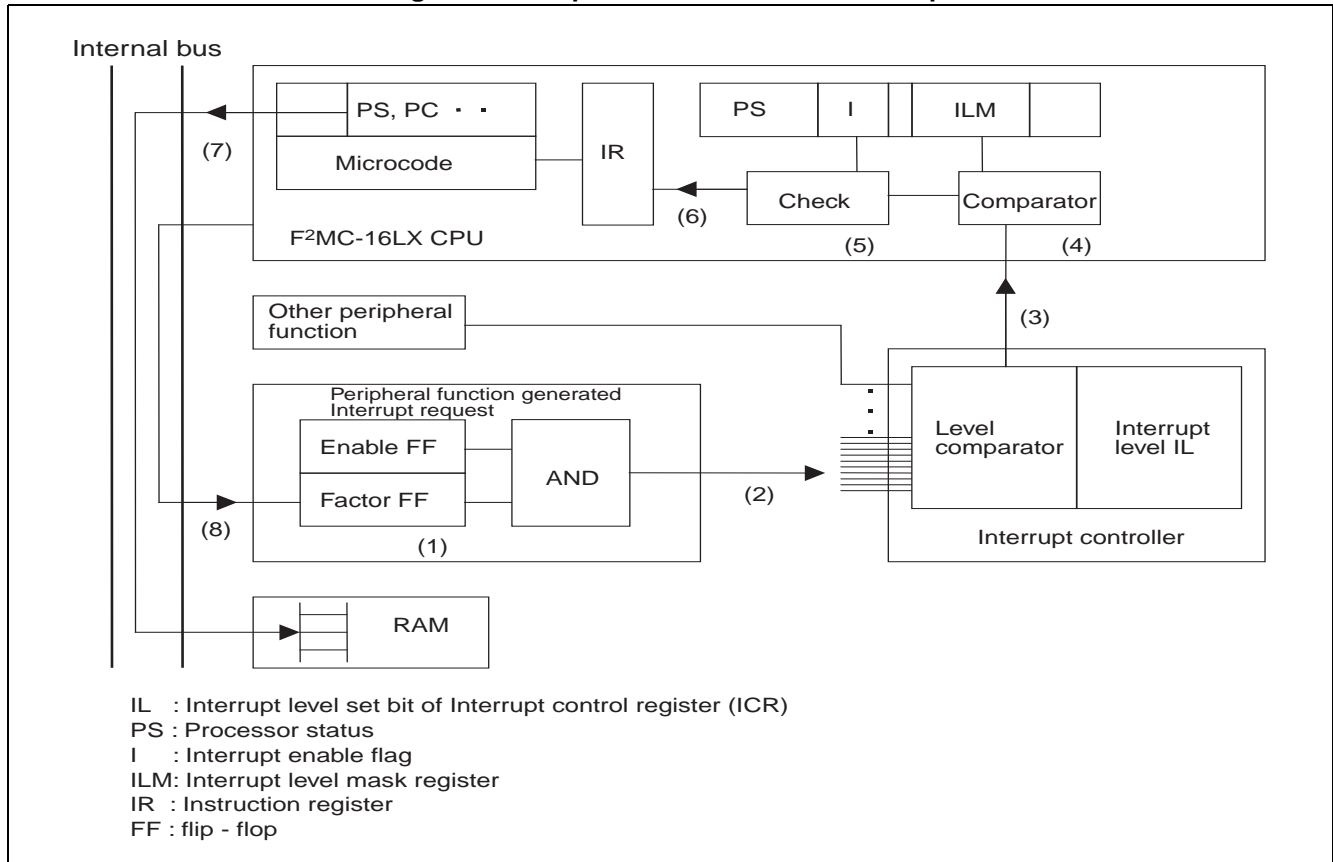 Internal bus
PS, PC · ·
Microcode
IR
PS I ILM
Check
Comparator
(7)
(6)
(5)
(4)
F²MC-16LX CPU
Other peripheral
function
(3)
Peripheral function generated
Interrupt request
Enable FF
Factor FF
AND
(1)
(2)
(8)
Level
comparator
Interrupt
level IL
Interrupt controller
RAM
IL : Interrupt level set bit of Interrupt control register (ICR)
PS : Processor status
I : Interrupt enable flag
ILM: Interrupt level mask register
IR : Instruction register
FF : flip - flop